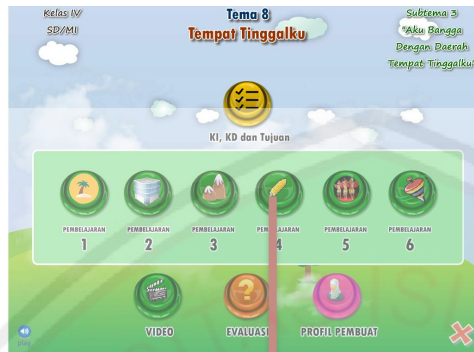 Kelas IV
SD/MI
Tema 8
Tempat Tinggalku
Subtema 3
"Aku Bangga
Dengan Daerah
Tempat Tinggalku
KI, KD dan Tujuan
PEMBELAJARAN
1
PEMBELAJARAN
2
PEMBELAJARAN
3
PEMBELAJARAN
4
PEMBELAJARAN
5
PEMBELAJARAN
6
VIDEO
EVALUASI
PROFIL PEMBUAT
play